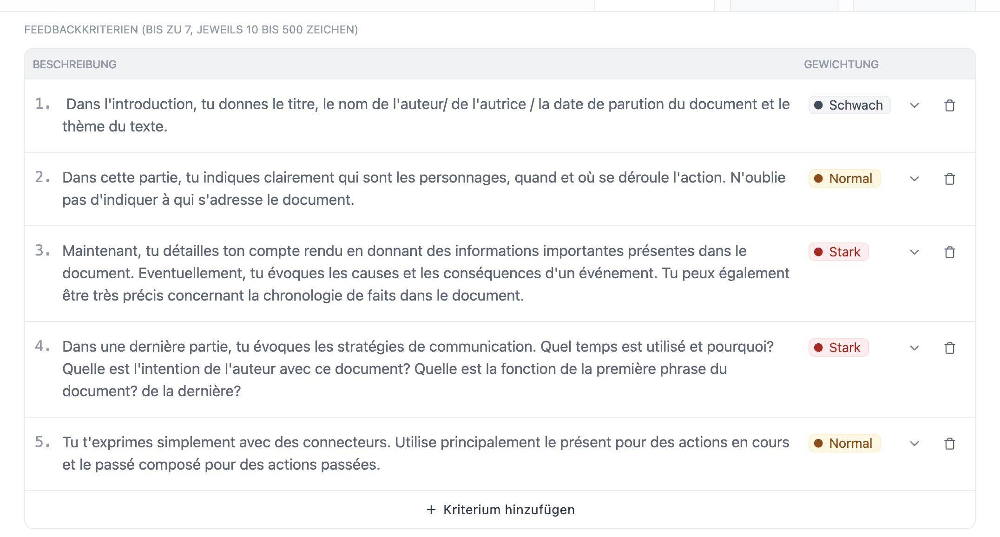 FEEDBACKKRITERIEN (BIS ZU 7, JEWEILS 10 BIS 500 ZEICHEN)
BESCHREIBUNG GEWICHTUNG
1. Dans l'introduction, tu donnes le titre, le nom de l'auteur/ de l'autrice / la date de parution du document et le Schwach
thème du texte.
2. Dans cette partie, tu indiques clairement qui sont les personnages, quand et où se déroule l'action. N'oublie Normal
pas d'indiquer à qui s'adresse le document.
3. Maintenant, tu détailles ton compte rendu en donnant des informations importantes présentes dans le Stark
document. Eventuellement, tu évoques les causes et les conséquences d'un événement. Tu peux également
être très précis concernant la chronologie de faits dans le document.
4. Dans une dernière partie, tu évoques les stratégies de communication. Quel temps est utilisé et pourquoi? Stark
Quelle est l'intention de l'auteur avec ce document? Quelle est la fonction de la première phrase du
document? de la dernière?
5. Tu t'exprimes simplement avec des connecteurs. Utilise principalement le présent pour des actions en cours Normal
et le passé composé pour des actions passées.
+ Kriterium hinzufügen